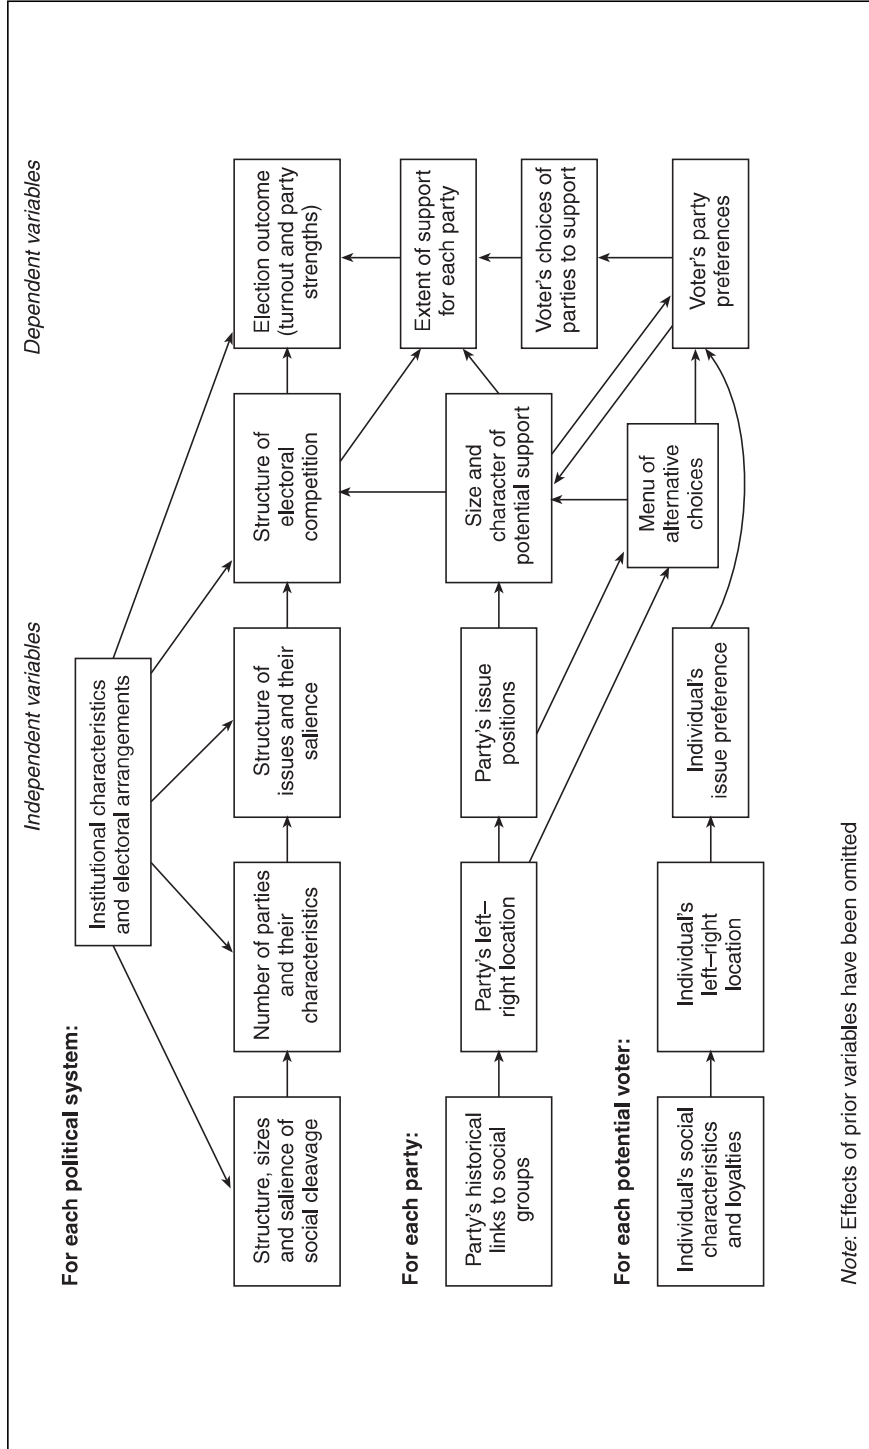 Independent variables
Dependent variables
For each political system:
Institutional characteristics
and electoral arrangements
Structure, sizes
and salience of
social cleavage
Number of parties
and their
characteristics
Structure of
issues and their
salience
Structure of
electoral
competition
Election outcome
(turnout and party
strengths)
For each party:
Party's historical
links to social
groups
Party's left–
right location
Party's issue
positions
Size and
character of
potential support
Extent of support
for each party
Voter's choices of
parties to support
For each potential voter:
Menu of
alternative
choices
Individual's social
characteristics
and loyalties
Individual's
left–right
location
Individual's
issue preference
Voter's party
preferences
Note: Effects of prior variables have been omitted